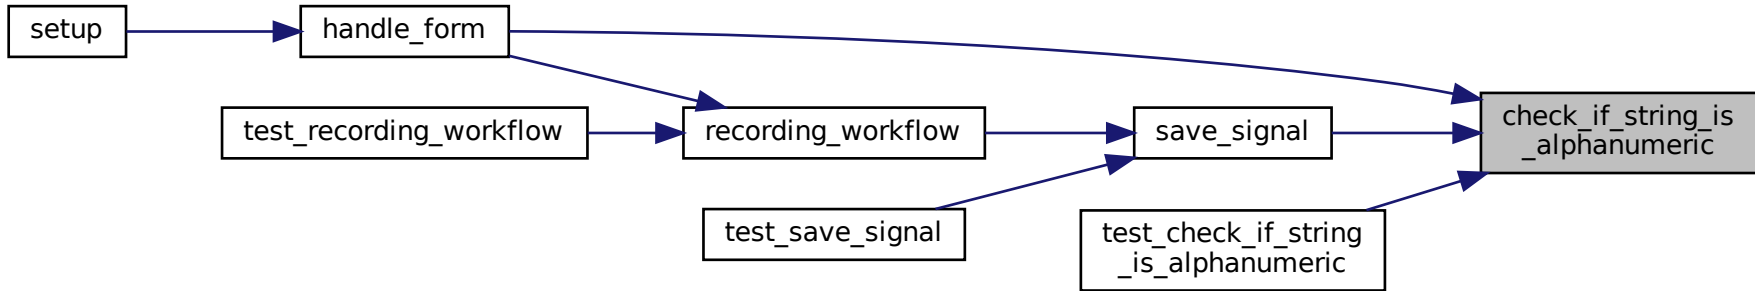 setup
handle_form
check_if_string_is
_alphanumeric
test_recording_workflow
recording_workflow
save_signal
test_save_signal
test_check_if_string
_is_alphanumeric